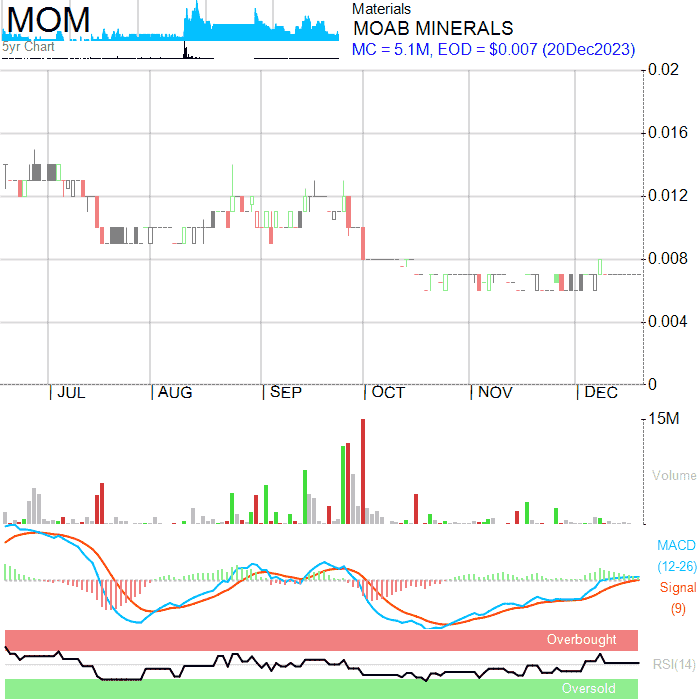 MOM
5yr Chart
Materials
MOAB MINERALS
MC = 5.1M, EOD = $0.007 (20Dec2023)
0.02
0.016
0.012
0.008
0.004
0
JUL
AUG
SEP
OCT
NOV
DEC
15M
Volume
MACD
(12-26)
Signal
(9)
Overbought
RSI(14)
Oversold